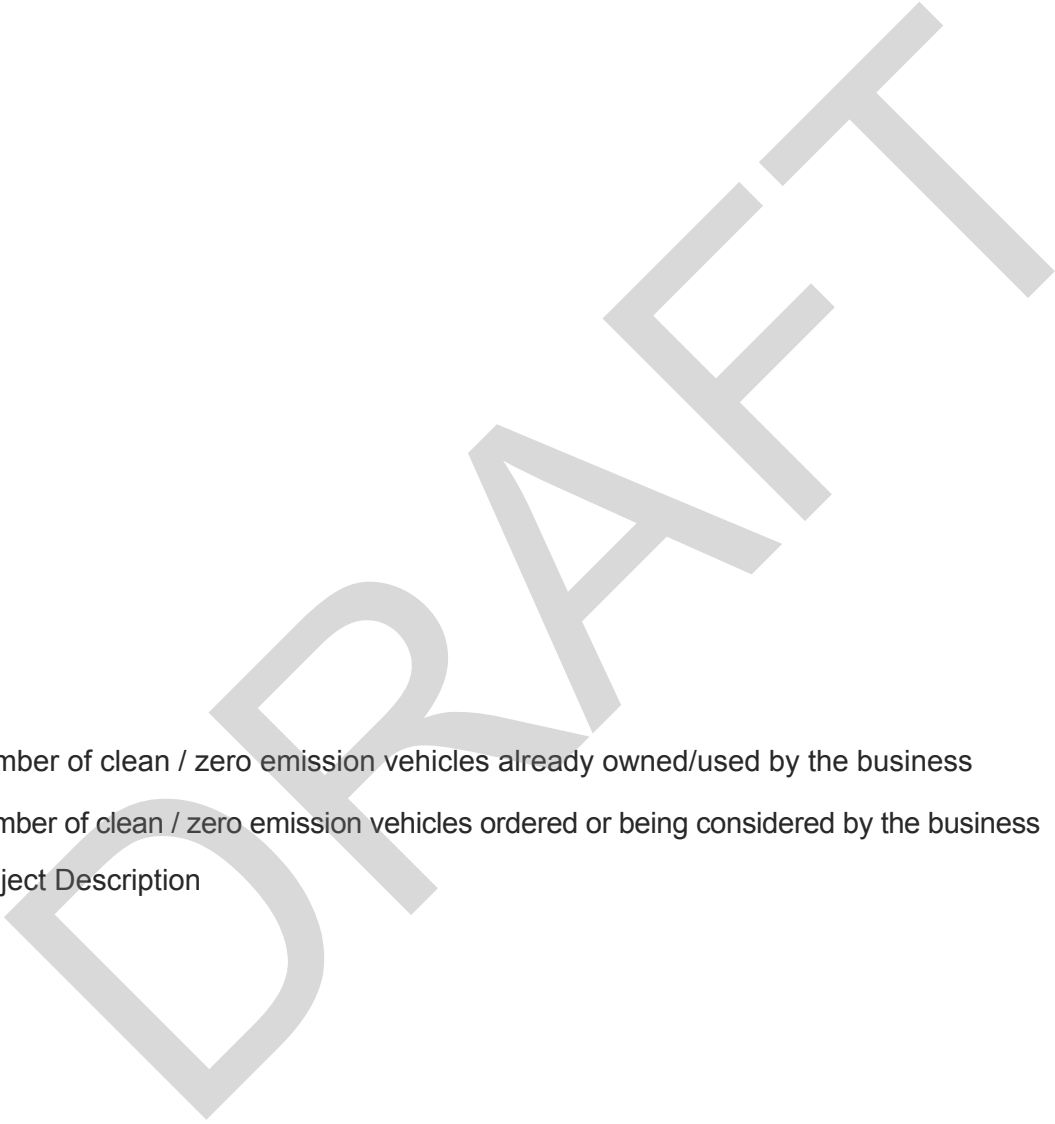 mber of clean / zero emission vehicles already owned/used by the business
mber of clean / zero emission vehicles ordered or being considered by the business
ject Description
DRAFT